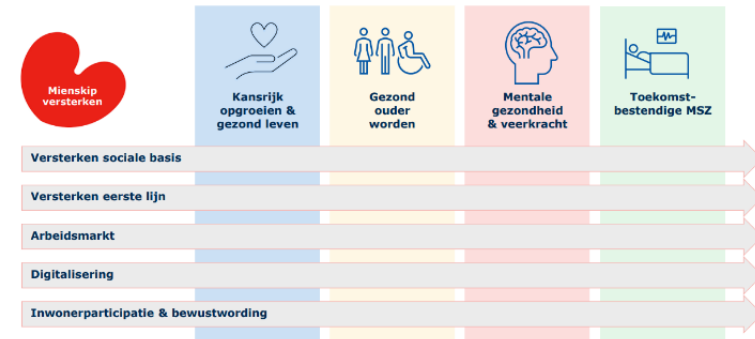 Mienskip
versterken
Kansrijk
opgroeien &
gezond leven
Gezond
ouder
worden
Mentale
gezondheid
& veerkracht
Toekomst-
bestendige MSZ
Versterken sociale basis
Versterken eerste lijn
Arbeidsmarkt
Digitalisering
Inwonerparticipatie & bewustwording